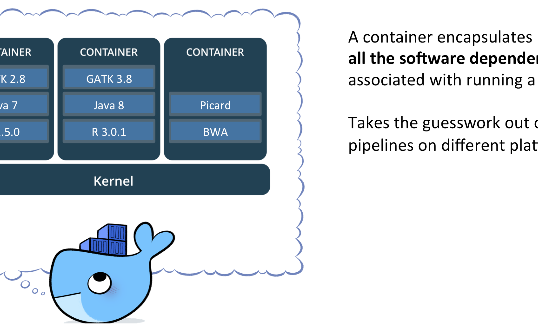 CONTAINER
GATK 3.8
Java 8
R 3.0.1
CONTAINER
Picard
BWA
Kernel
A container encapsulates
all the software
associated with running a
Takes the guesswork out
pipelines on different